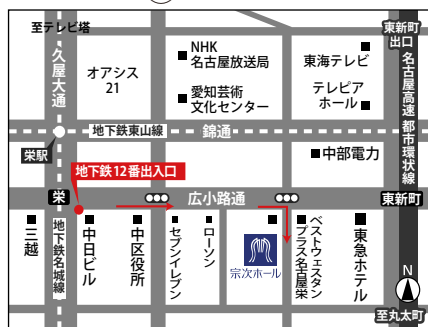 至テレビ塔
東新町
出口
久屋大通
オアシス
21
NHK
名古屋放送局
愛知芸術
文化センター
東海テレビ
テレピア
ホール
名古屋高速 都市環状線
地下鉄東山線
錦通
栄駅
中部電力
地下鉄12番出入口
栄
広小路通
東新町
三越
地下鉄名城線
中日ビル
中区役所
セブンイレブン
ローソン
宗次ホール
ベストウェスタン
プラス名古屋栄
東急ホテル
N
至丸太町